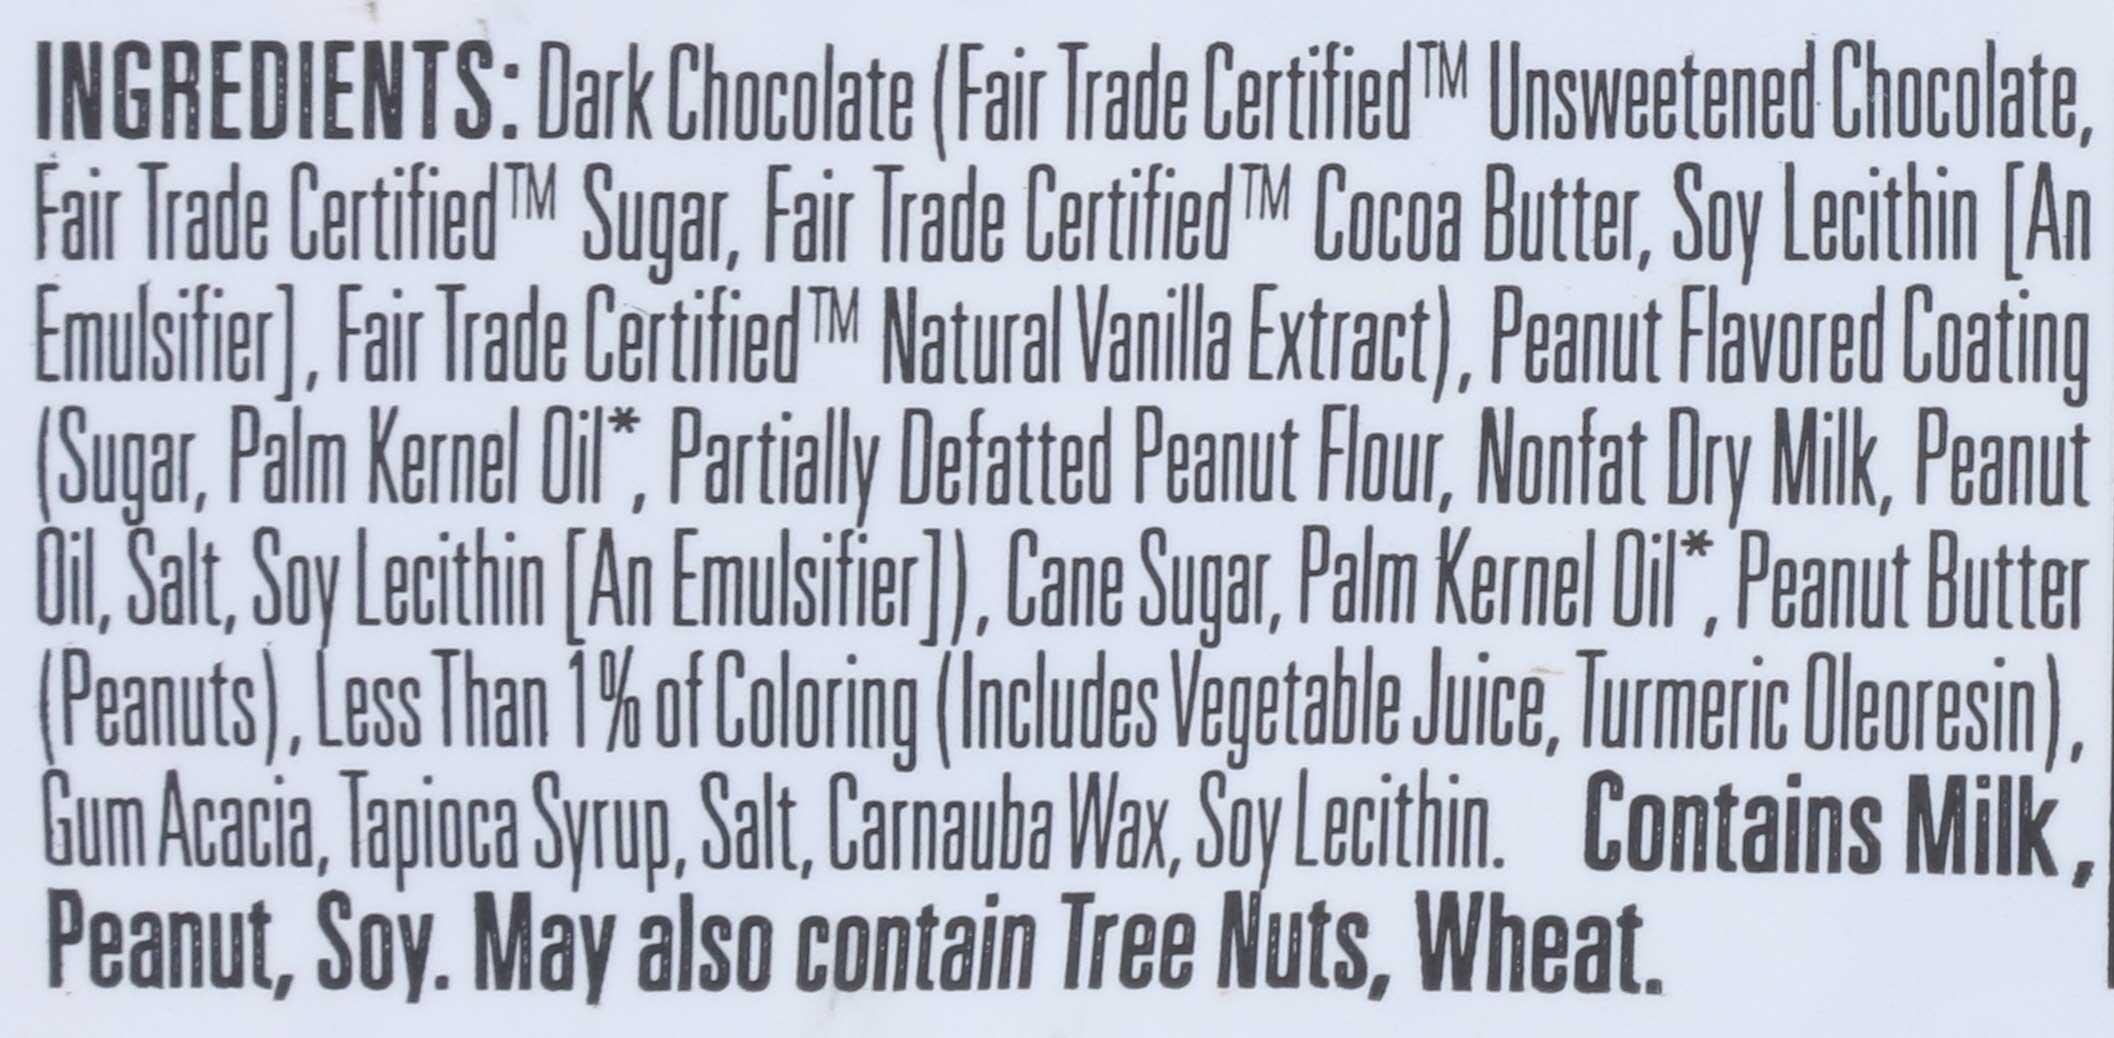 INGREDIENTS: Dark Chocolate (Fair Trade Certified™ Unsweetened Chocolate,
Fair Trade Certified™ Sugar, Fair Trade Certified™ Cocoa Butter, Soy Lecithin [An
Emulsifier], Fair Trade Certified™ Natural Vanilla Extract), Peanut Flavored Coating
(Sugar, Palm Kernel Oil*, Partially Defatted Peanut Flour, Nonfat Dry Milk, Peanut
Oil, Salt, Soy Lecithin [An Emulsifier]), Cane Sugar, Palm Kernel Oil*, Peanut Butter
(Peanuts), Less Than 1% of Coloring (Includes Vegetable Juice, Turmeric Oleoresin),
Gum Acacia, Tapioca Syrup, Salt, Carnauba Wax, Soy Lecithin. Contains Milk,
Peanut, Soy. May also contain Tree Nuts, Wheat.